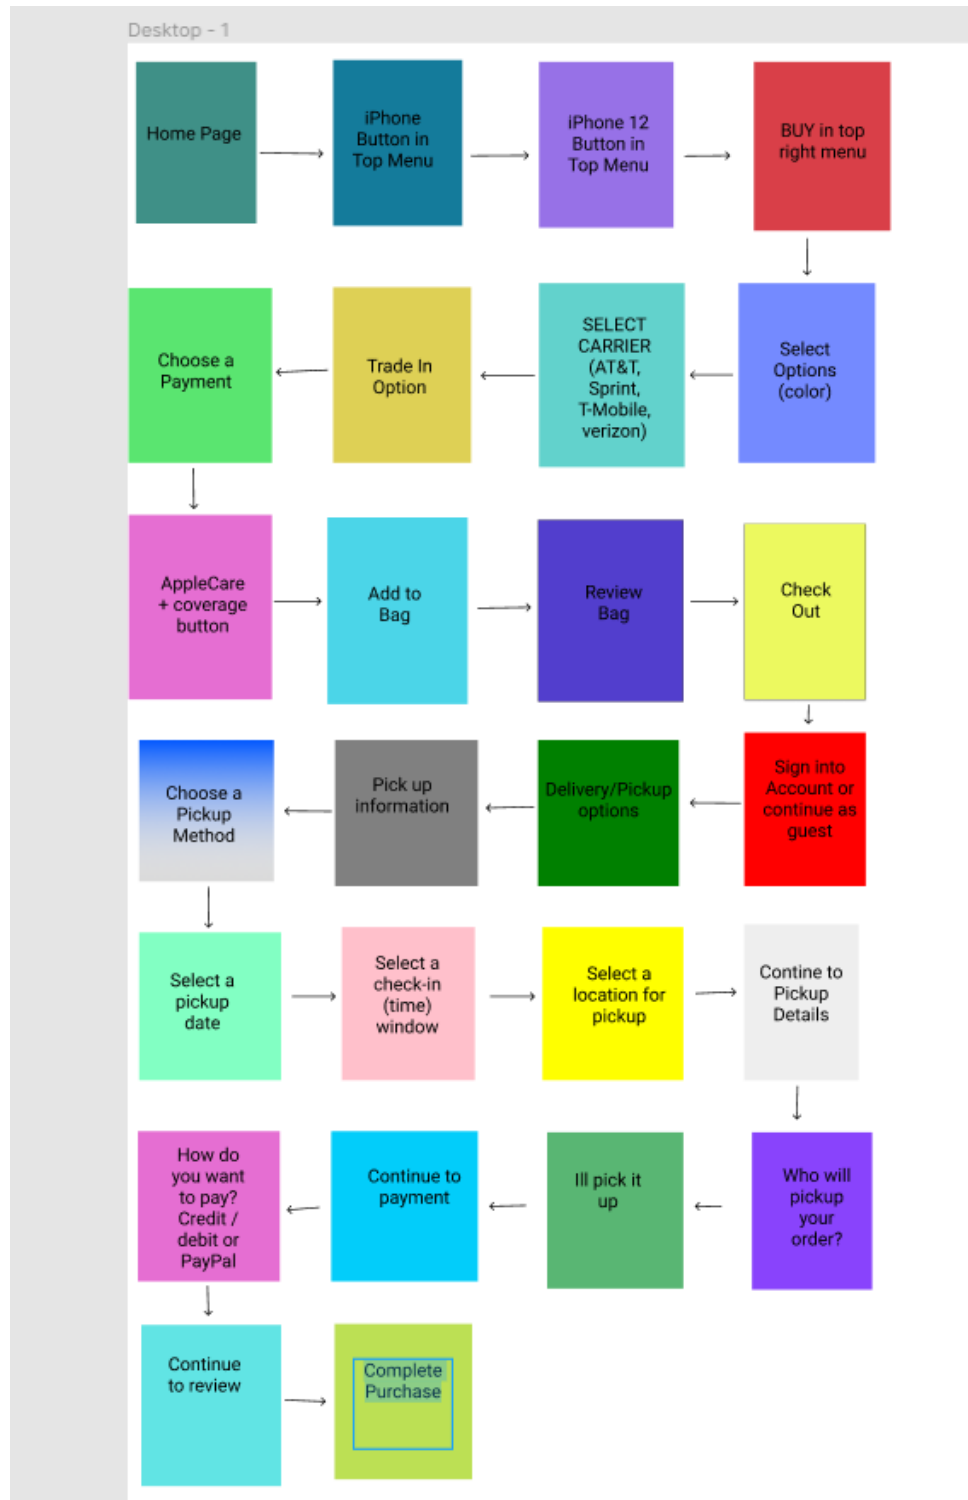 Desktop - 1
Home Page
iPhone
Button in
Top Menu
iPhone 12
Button in
Top Menu
BUY in top
right menu
Select
Options
(color)
SELECT
CARRIER
(AT&T,
Sprint,
T-Mobile,
verizon)
Trade In
Option
Choose a
Payment
AppleCare
+ coverage
button
Add to
Bag
Review
Bag
Check
Out
Sign into
Account or
continue as
guest
Delivery/Pickup
options
Pick up
information
Choose a
Pickup
Method
Select a
pickup
date
Select a
check-in
(time)
window
Select a
location for
pickup
Contine to
Pickup
Details
Who will
pickup
your
order?
Ill pick it
up
Continue to
payment
How do
you want
to pay?
Credit /
debit or
PayPal
Continue
to review
Complete
Purchase